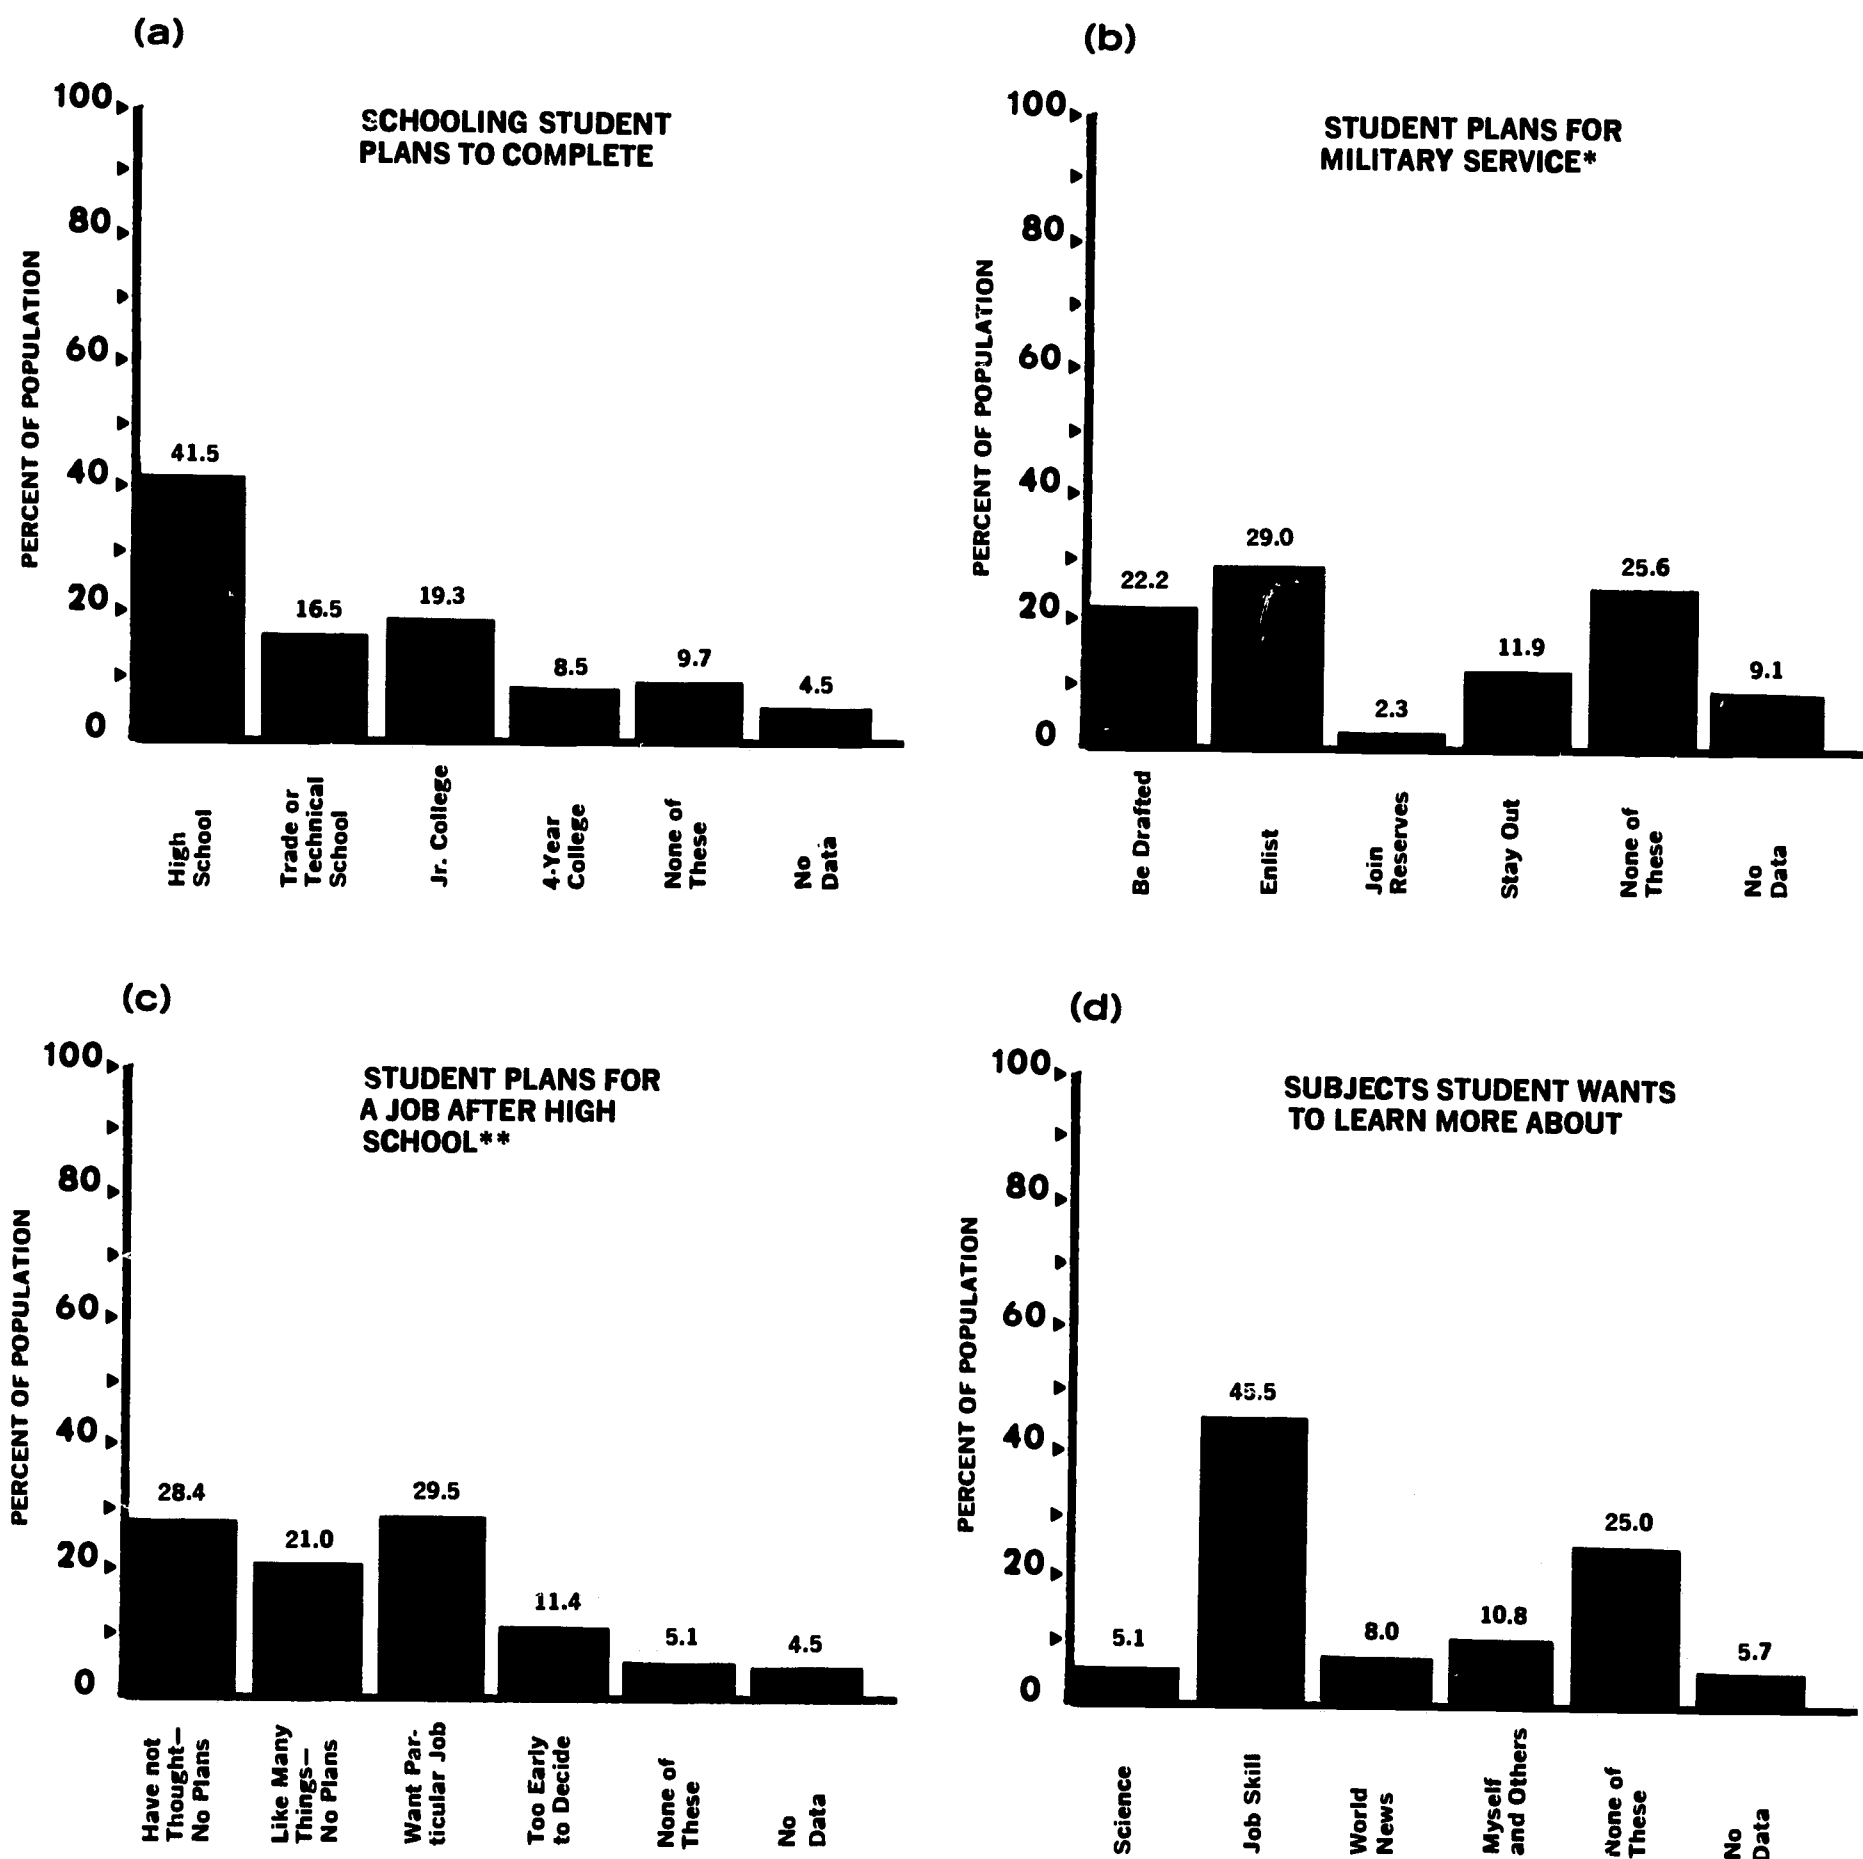 (a)
SCHOOLING STUDENT
PLANS TO COMPLETE
PERCENT OF POPULATION
100
80
60
40
20
0
41.5
16.5
19.3
8.5
9.7
4.5
High
School
Trade or
Technical
School
Jr. College
4-Year
College
None of
These
No
Data
(b)
STUDENT PLANS FOR
MILITARY SERVICE*
PERCENT OF POPULATION
100
80
60
40
20
0
22.2
29.0
2.3
11.9
25.6
9.1
Be Drafted
Enlist
Join
Reserves
Stay Out
None of
These
No
Data
(c)
STUDENT PLANS FOR
A JOB AFTER HIGH
SCHOOL**
PERCENT OF POPULATION
100
80
60
40
20
0
28.4
21.0
29.5
11.4
5.1
4.5
Have not
Thought—
No Plans
Like Many
Things—
No Plans
Want Par-
ticular Job
Too Early
to Decide
None of
These
No
Data
(d)
SUBJECTS STUDENT WANTS
TO LEARN MORE ABOUT
PERCENT OF POPULATION
100
80
60
40
20
0
5.1
45.5
8.0
10.8
25.0
5.7
Science
Job Skill
World
News
Myself
and Others
None of
These
No
Data